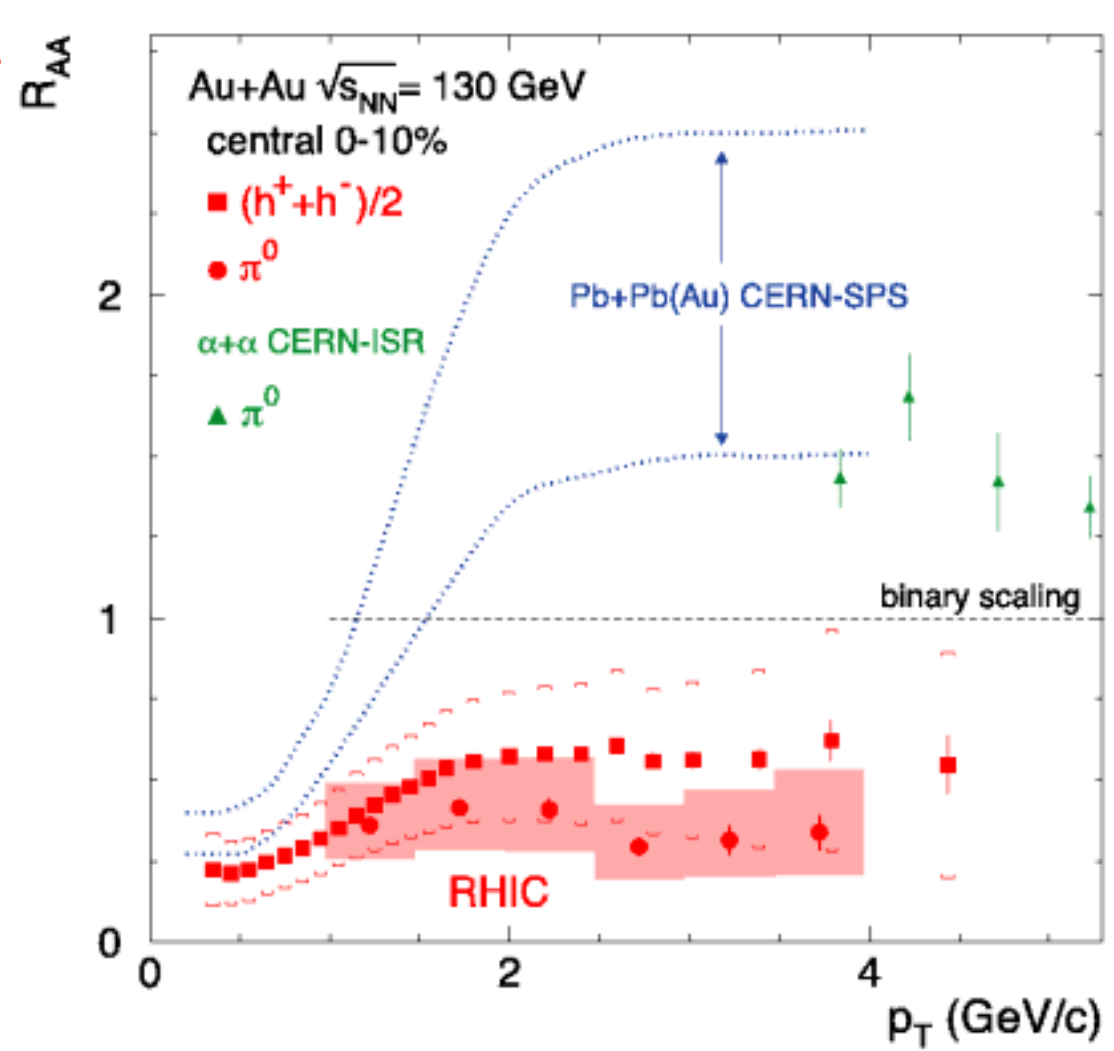 R_AA
Au+Au √s_NN= 130 GeV
central 0-10%
(h⁺+h⁻)/2
π⁰
α+α CERN-ISR
π⁰
Pb+Pb(Au) CERN-SPS
binary scaling
RHIC
2
1
0
0 2 4
p_T (GeV/c)